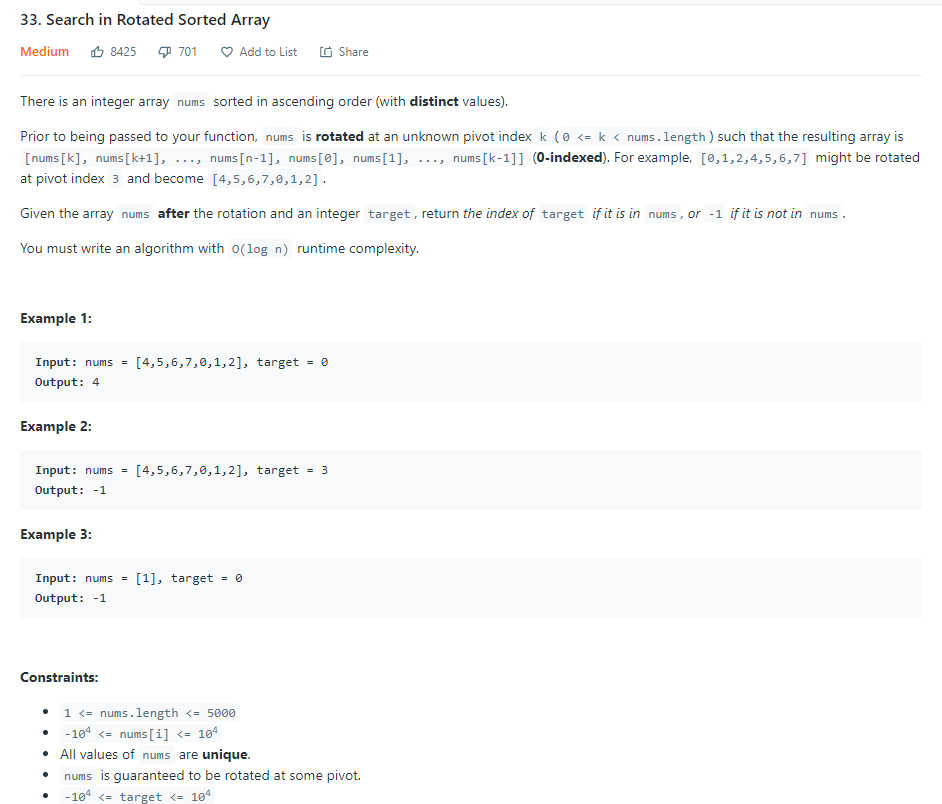 33. Search in Rotated Sorted Array
Medium 8425 701 Add to List Share
There is an integer array nums sorted in ascending order (with distinct values).
Prior to being passed to your function, nums is rotated at an unknown pivot index k (0 <= k < nums.length) such that the resulting array is
[nums[k], nums[k+1], ..., nums[n-1], nums[0], nums[1], ..., nums[k-1]] (0-indexed). For example, [0,1,2,4,5,6,7] might be rotated
at pivot index 3 and become [4,5,6,7,0,1,2].
Given the array nums after the rotation and an integer target, return the index of target if it is in nums, or -1 if it is not in nums.
You must write an algorithm with O(log n) runtime complexity.
Example 1:
Input: nums = [4,5,6,7,0,1,2], target = 0
Output: 4
Example 2:
Input: nums = [4,5,6,7,0,1,2], target = 3
Output: -1
Example 3:
Input: nums = [1], target = 0
Output: -1
Constraints:
• 1 <= nums.length <= 5000
• -10⁴ <= nums[i] <= 10⁴
• All values of nums are unique.
• nums is guaranteed to be rotated at some pivot.
• -10⁴ <= target <= 10⁴